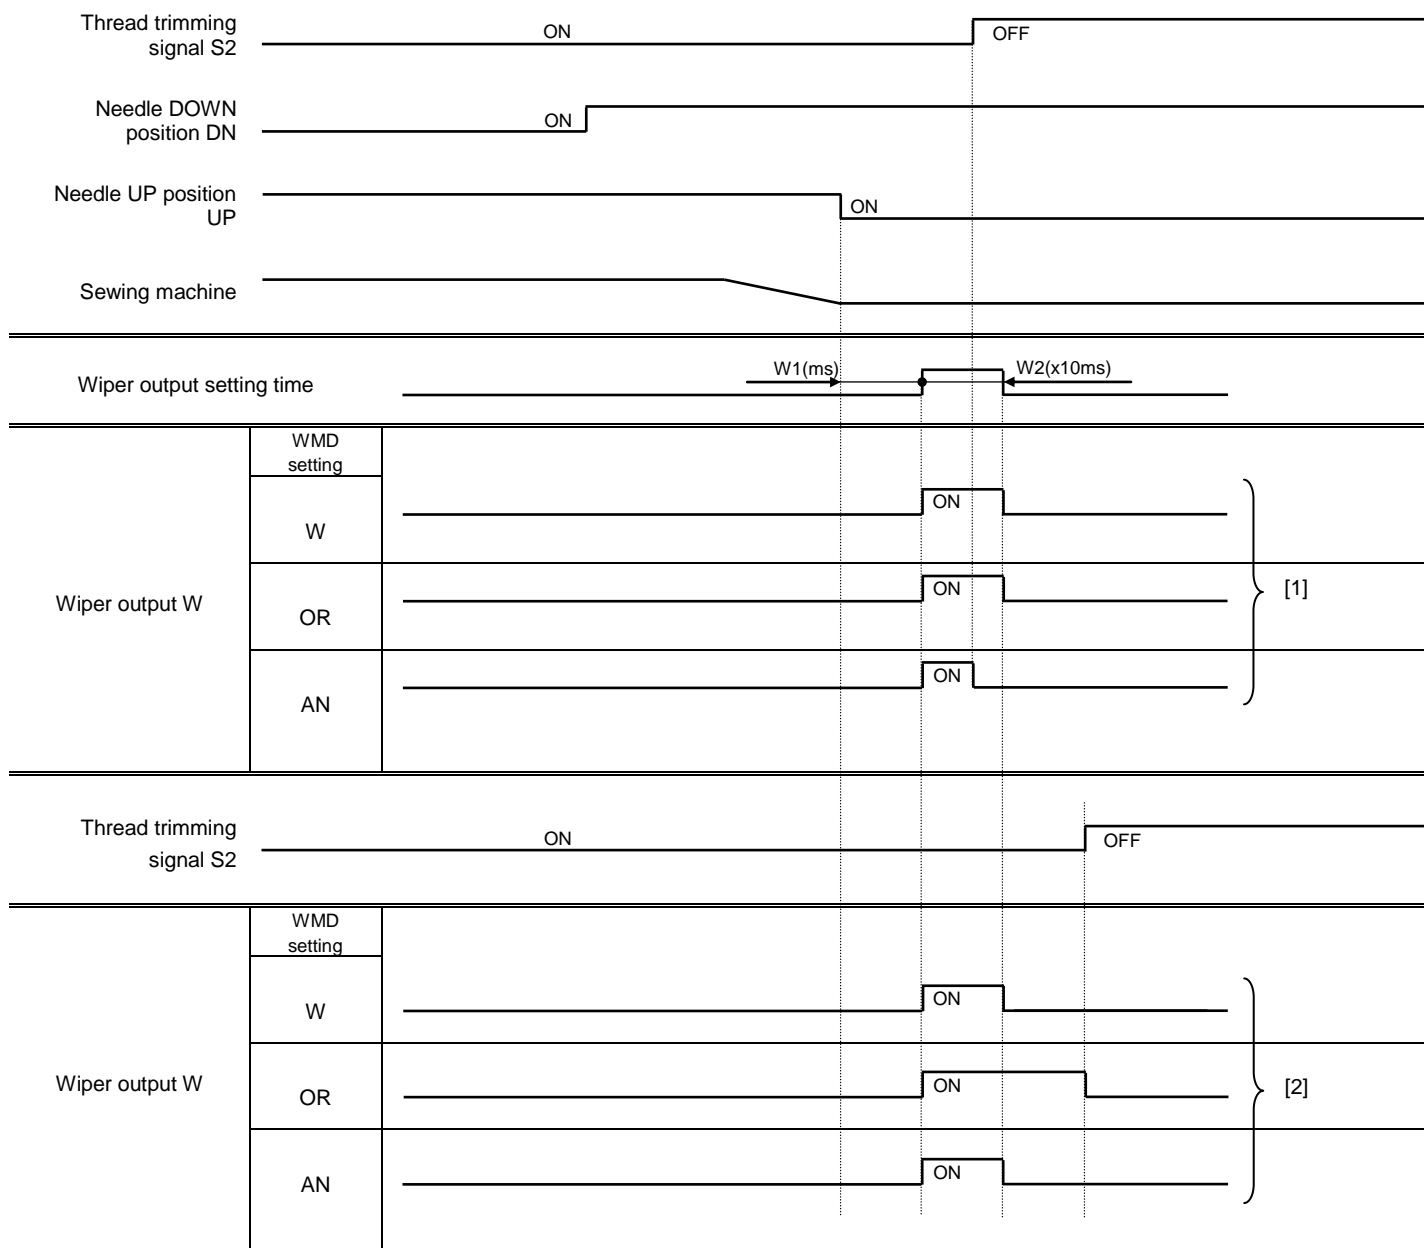 Thread trimming
signal S2
ON
OFF
Needle DOWN
position DN
ON
Needle UP position
UP
ON
Sewing machine
Wiper output setting time
W1(ms)
W2(x10ms)
Wiper output W
WMD
setting
W
ON
OR
ON
AN
ON
[1]
Thread trimming
signal S2
ON
OFF
Wiper output W
WMD
setting
W
ON
OR
ON
AN
ON
[2]